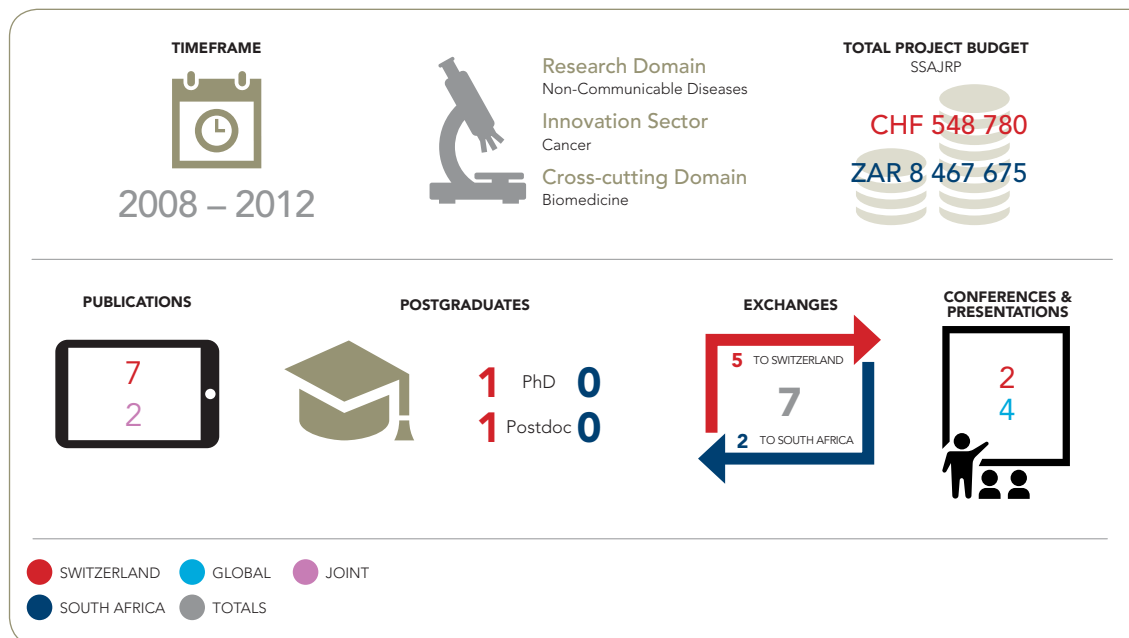 TIMEFRAME
2008 – 2012
Research Domain
Non-Communicable Diseases
Innovation Sector
Cancer
Cross-cutting Domain
Biomedicine
TOTAL PROJECT BUDGET
SSAJRP
CHF 548 780
ZAR 8 467 675
PUBLICATIONS
7
2
POSTGRADUATES
1 PhD 0
1 Postdoc 0
EXCHANGES
5 TO SWITZERLAND
7
2 TO SOUTH AFRICA
CONFERENCES &
PRESENTATIONS
2
4
SWITZERLAND GLOBAL JOINT
SOUTH AFRICA TOTALS